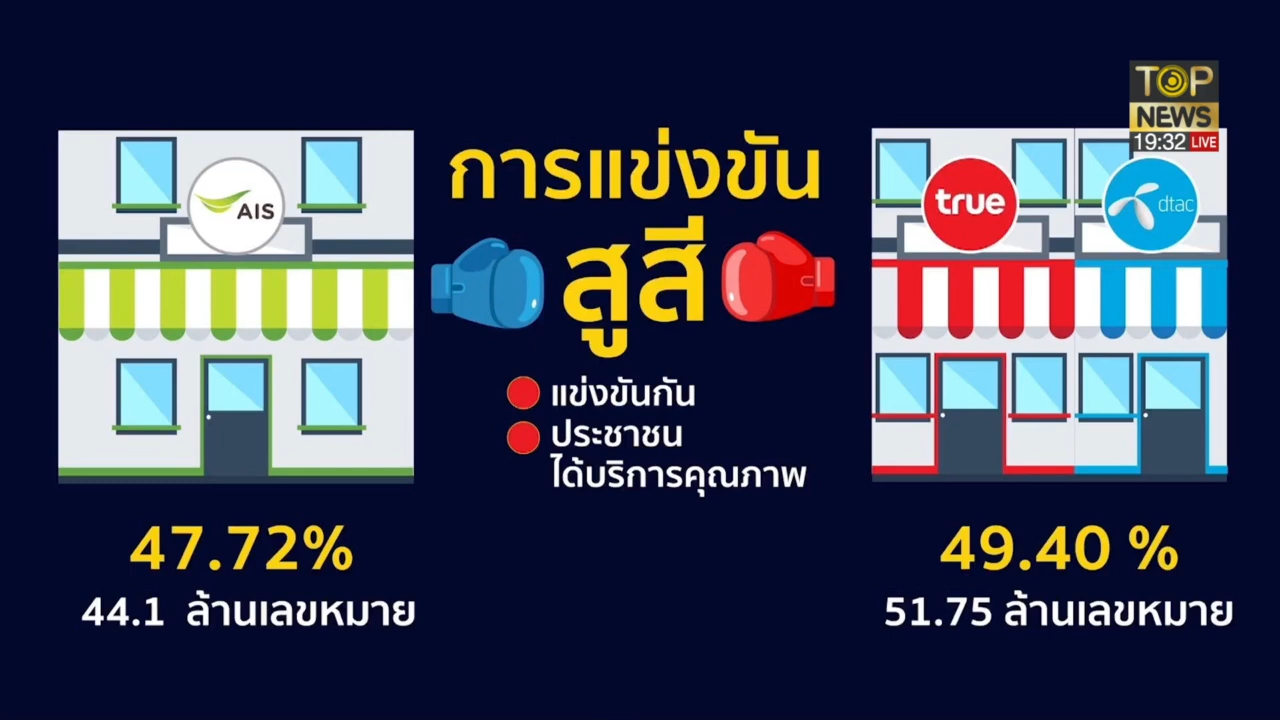 TOP
NEWS
19:32 LIVE
AIS
การแข่งขัน
สูสี
true
dtac
แข่งขันกัน
ประชาชน
ได้บริการคุณภาพ
47.72%
44.1 ล้านเลขหมาย
49.40 %
51.75 ล้านเลขหมาย